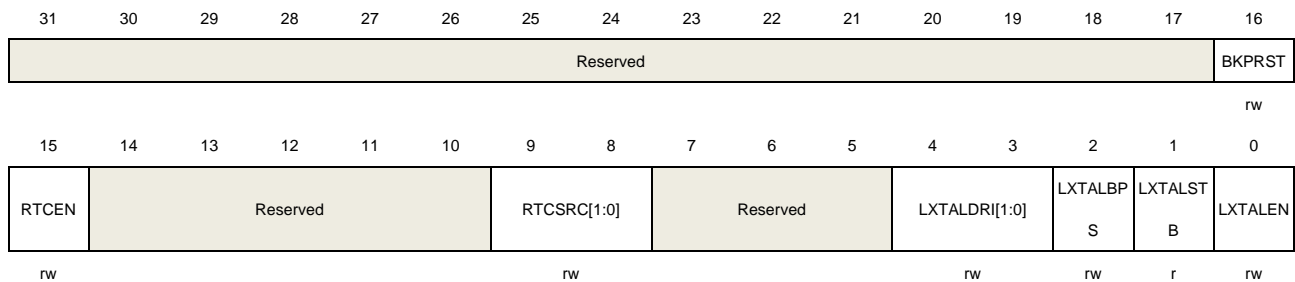 31 30 29 28 27 26 25 24 23 22 21 20 19 18 17 16
Reserved BKPRST
rw
15 14 13 12 11 10 9 8 7 6 5 4 3 2 1 0
RTCEN Reserved RTCSRC[1:0] Reserved LXTALDRI[1:0] LXTALBP LXTALST LXTALEN
S B
rw rw rw rw r rw